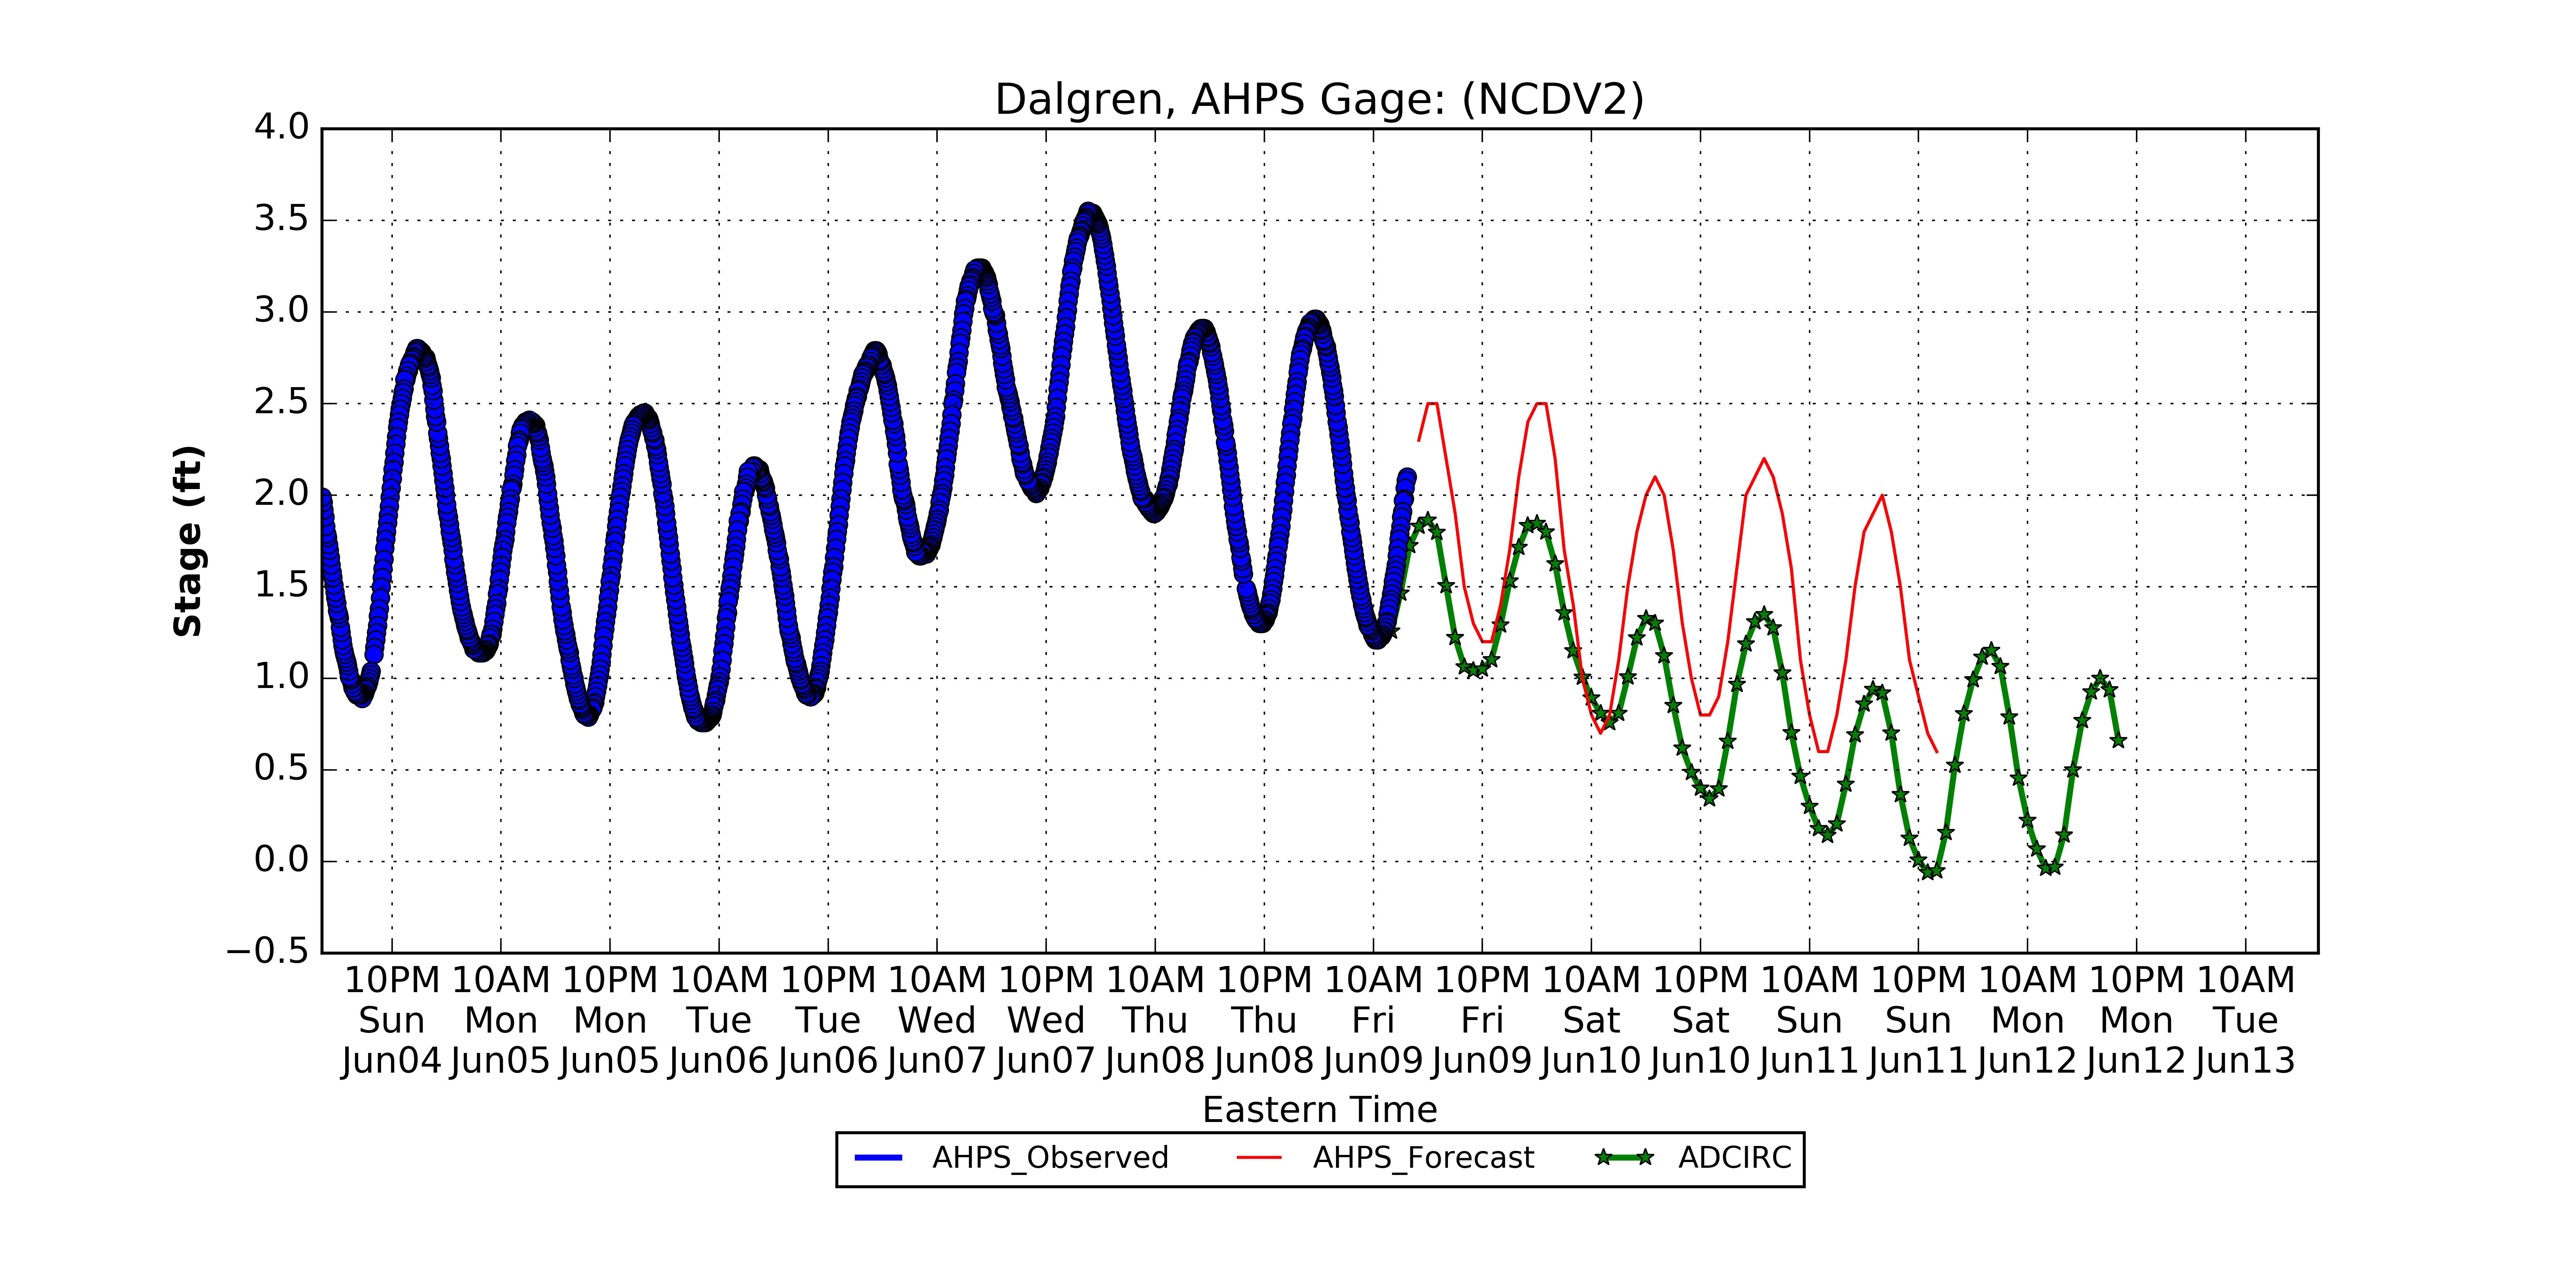 Dalgren, AHPS Gage: (NCDV2)
4.0
3.5
3.0
2.5
2.0
1.5
1.0
0.5
0.0
−0.5
Stage (ft)
10PM 10AM 10PM 10AM 10PM 10AM 10PM 10AM 10PM 10AM 10PM 10AM 10PM 10AM 10PM 10AM 10PM 10AM
Sun Mon Mon Tue Tue Wed Wed Thu Thu Fri Fri Sat Sat Sun Sun Mon Mon Tue
Jun04 Jun05 Jun05 Jun06 Jun06 Jun07 Jun07 Jun08 Jun08 Jun09 Jun09 Jun10 Jun10 Jun11 Jun11 Jun12 Jun12 Jun13
Eastern Time
AHPS_Observed AHPS_Forecast ADCIRC